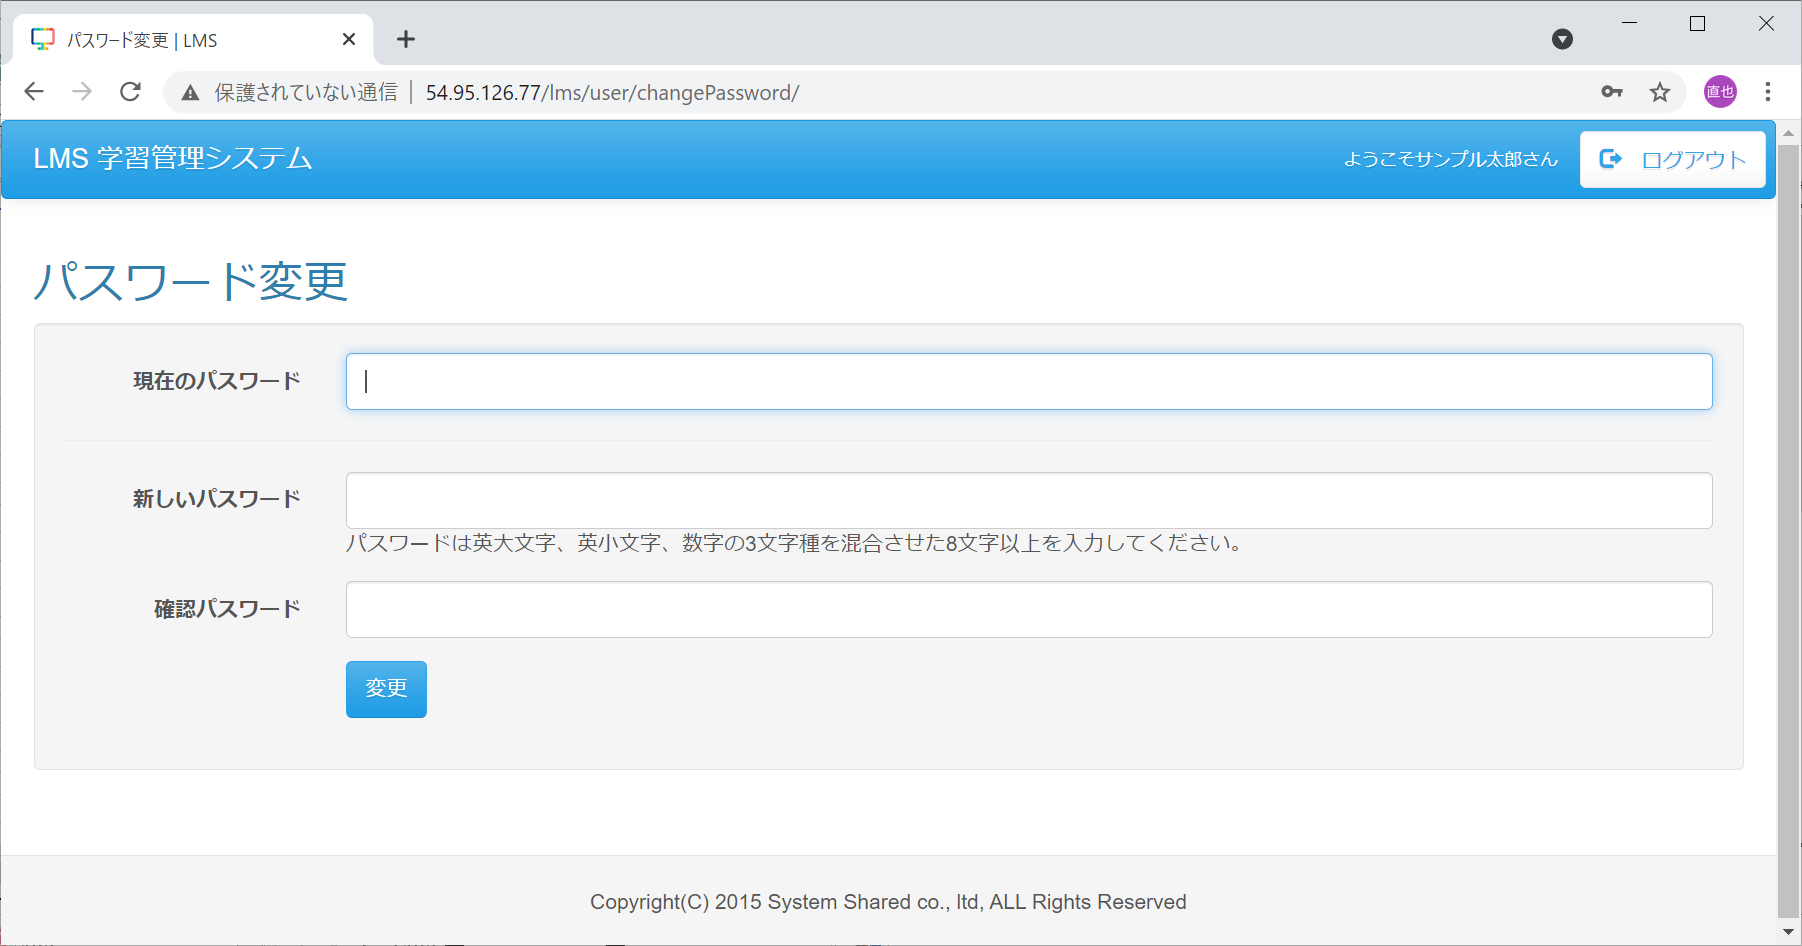 パスワード変更 | LMS
保護されていない通信 | 54.95.126.77/lms/user/changePassword/
直也
LMS 学習管理システム
ようこそサンプル太郎さん
ログアウト
パスワード変更
現在のパスワード
新しいパスワード
パスワードは英大文字、英小文字、数字の3文字種を混合させた8文字以上を入力してください。
確認パスワード
変更
Copyright(C) 2015 System Shared co., ltd, ALL Rights Reserved